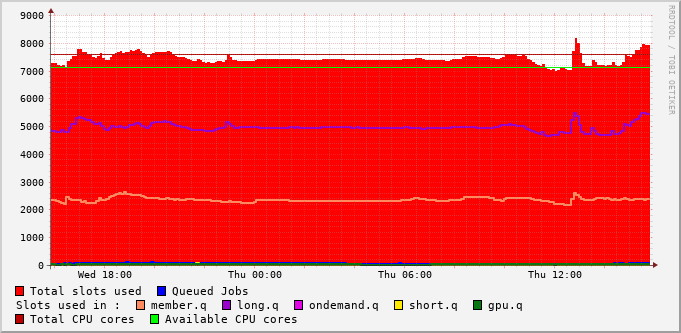 RRDTOOL / TOBI OETIKER
9000
8000
7000
6000
5000
4000
3000
2000
1000
0
Wed 18:00 Thu 00:00 Thu 06:00 Thu 12:00
Total slots used Queued Jobs
Slots used in : member.q long.q ondemand.q short.q gpu.q
Total CPU cores Available CPU cores